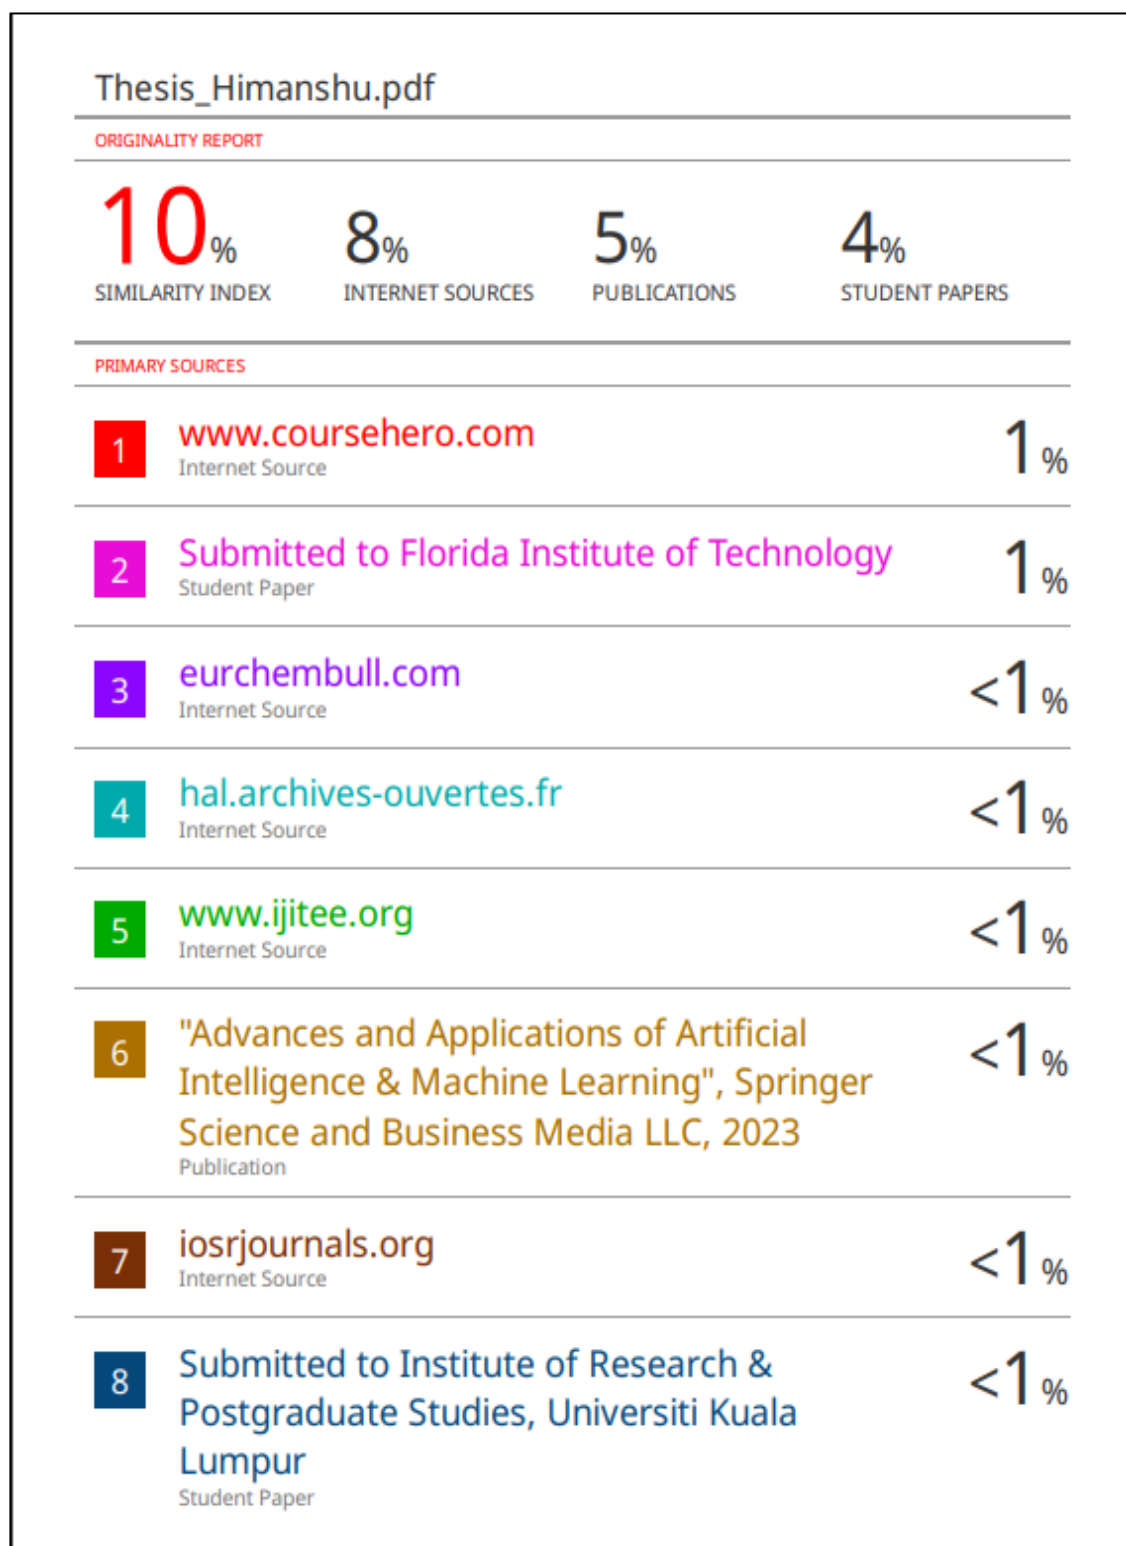 Thesis_Himanshu.pdf
ORIGINALITY REPORT
10% 8% 5% 4%
SIMILARITY INDEX INTERNET SOURCES PUBLICATIONS STUDENT PAPERS
PRIMARY SOURCES
1 www.coursehero.com 1%
Internet Source
2 Submitted to Florida Institute of Technology 1%
Student Paper
3 eurchembull.com <1%
Internet Source
4 hal.archives-ouvertes.fr <1%
Internet Source
5 www.ijitee.org <1%
Internet Source
6 "Advances and Applications of Artificial <1%
Intelligence & Machine Learning", Springer
Science and Business Media LLC, 2023
Publication
7 iosrjournals.org <1%
Internet Source
8 Submitted to Institute of Research & <1%
Postgraduate Studies, Universiti Kuala
Lumpur
Student Paper